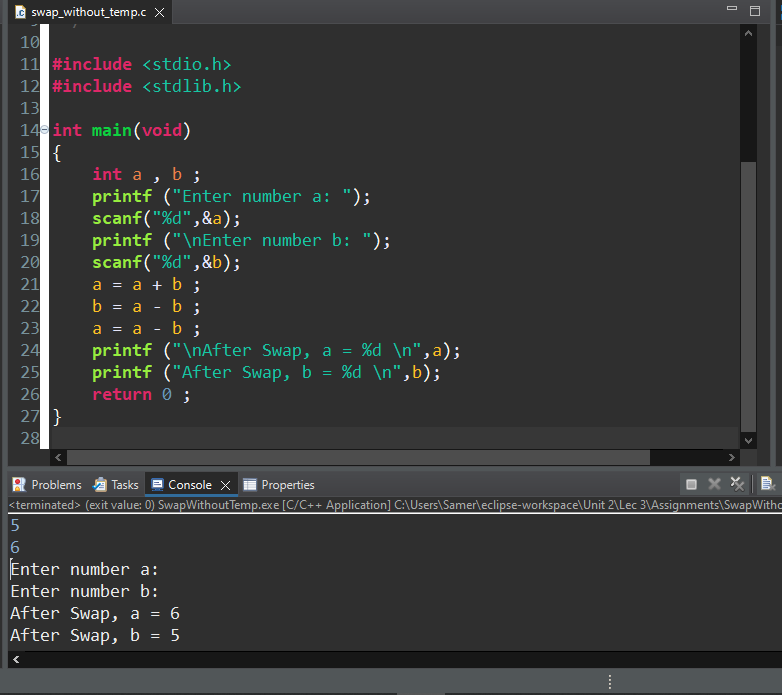 swap_without_temp.c
10
11 #include <stdio.h>
12 #include <stdlib.h>
13
14 int main(void)
15 {
16 int a , b ;
17 printf ("Enter number a: ");
18 scanf("%d",&a);
19 printf ("\nEnter number b: ");
20 scanf("%d",&b);
21 a = a + b ;
22 b = a - b ;
23 a = a - b ;
24 printf ("\nAfter Swap, a = %d \n",a);
25 printf ("After Swap, b = %d \n",b);
26 return 0 ;
27 }
28
Problems Tasks Console Properties
<terminated> (exit value: 0) SwapWithoutTemp.exe [C/C++ Application] C:\Users\Samer\eclipse-workspace\Unit 2\Lec 3\Assignments\SwapWitho
5
6
Enter number a:
Enter number b:
After Swap, a = 6
After Swap, b = 5